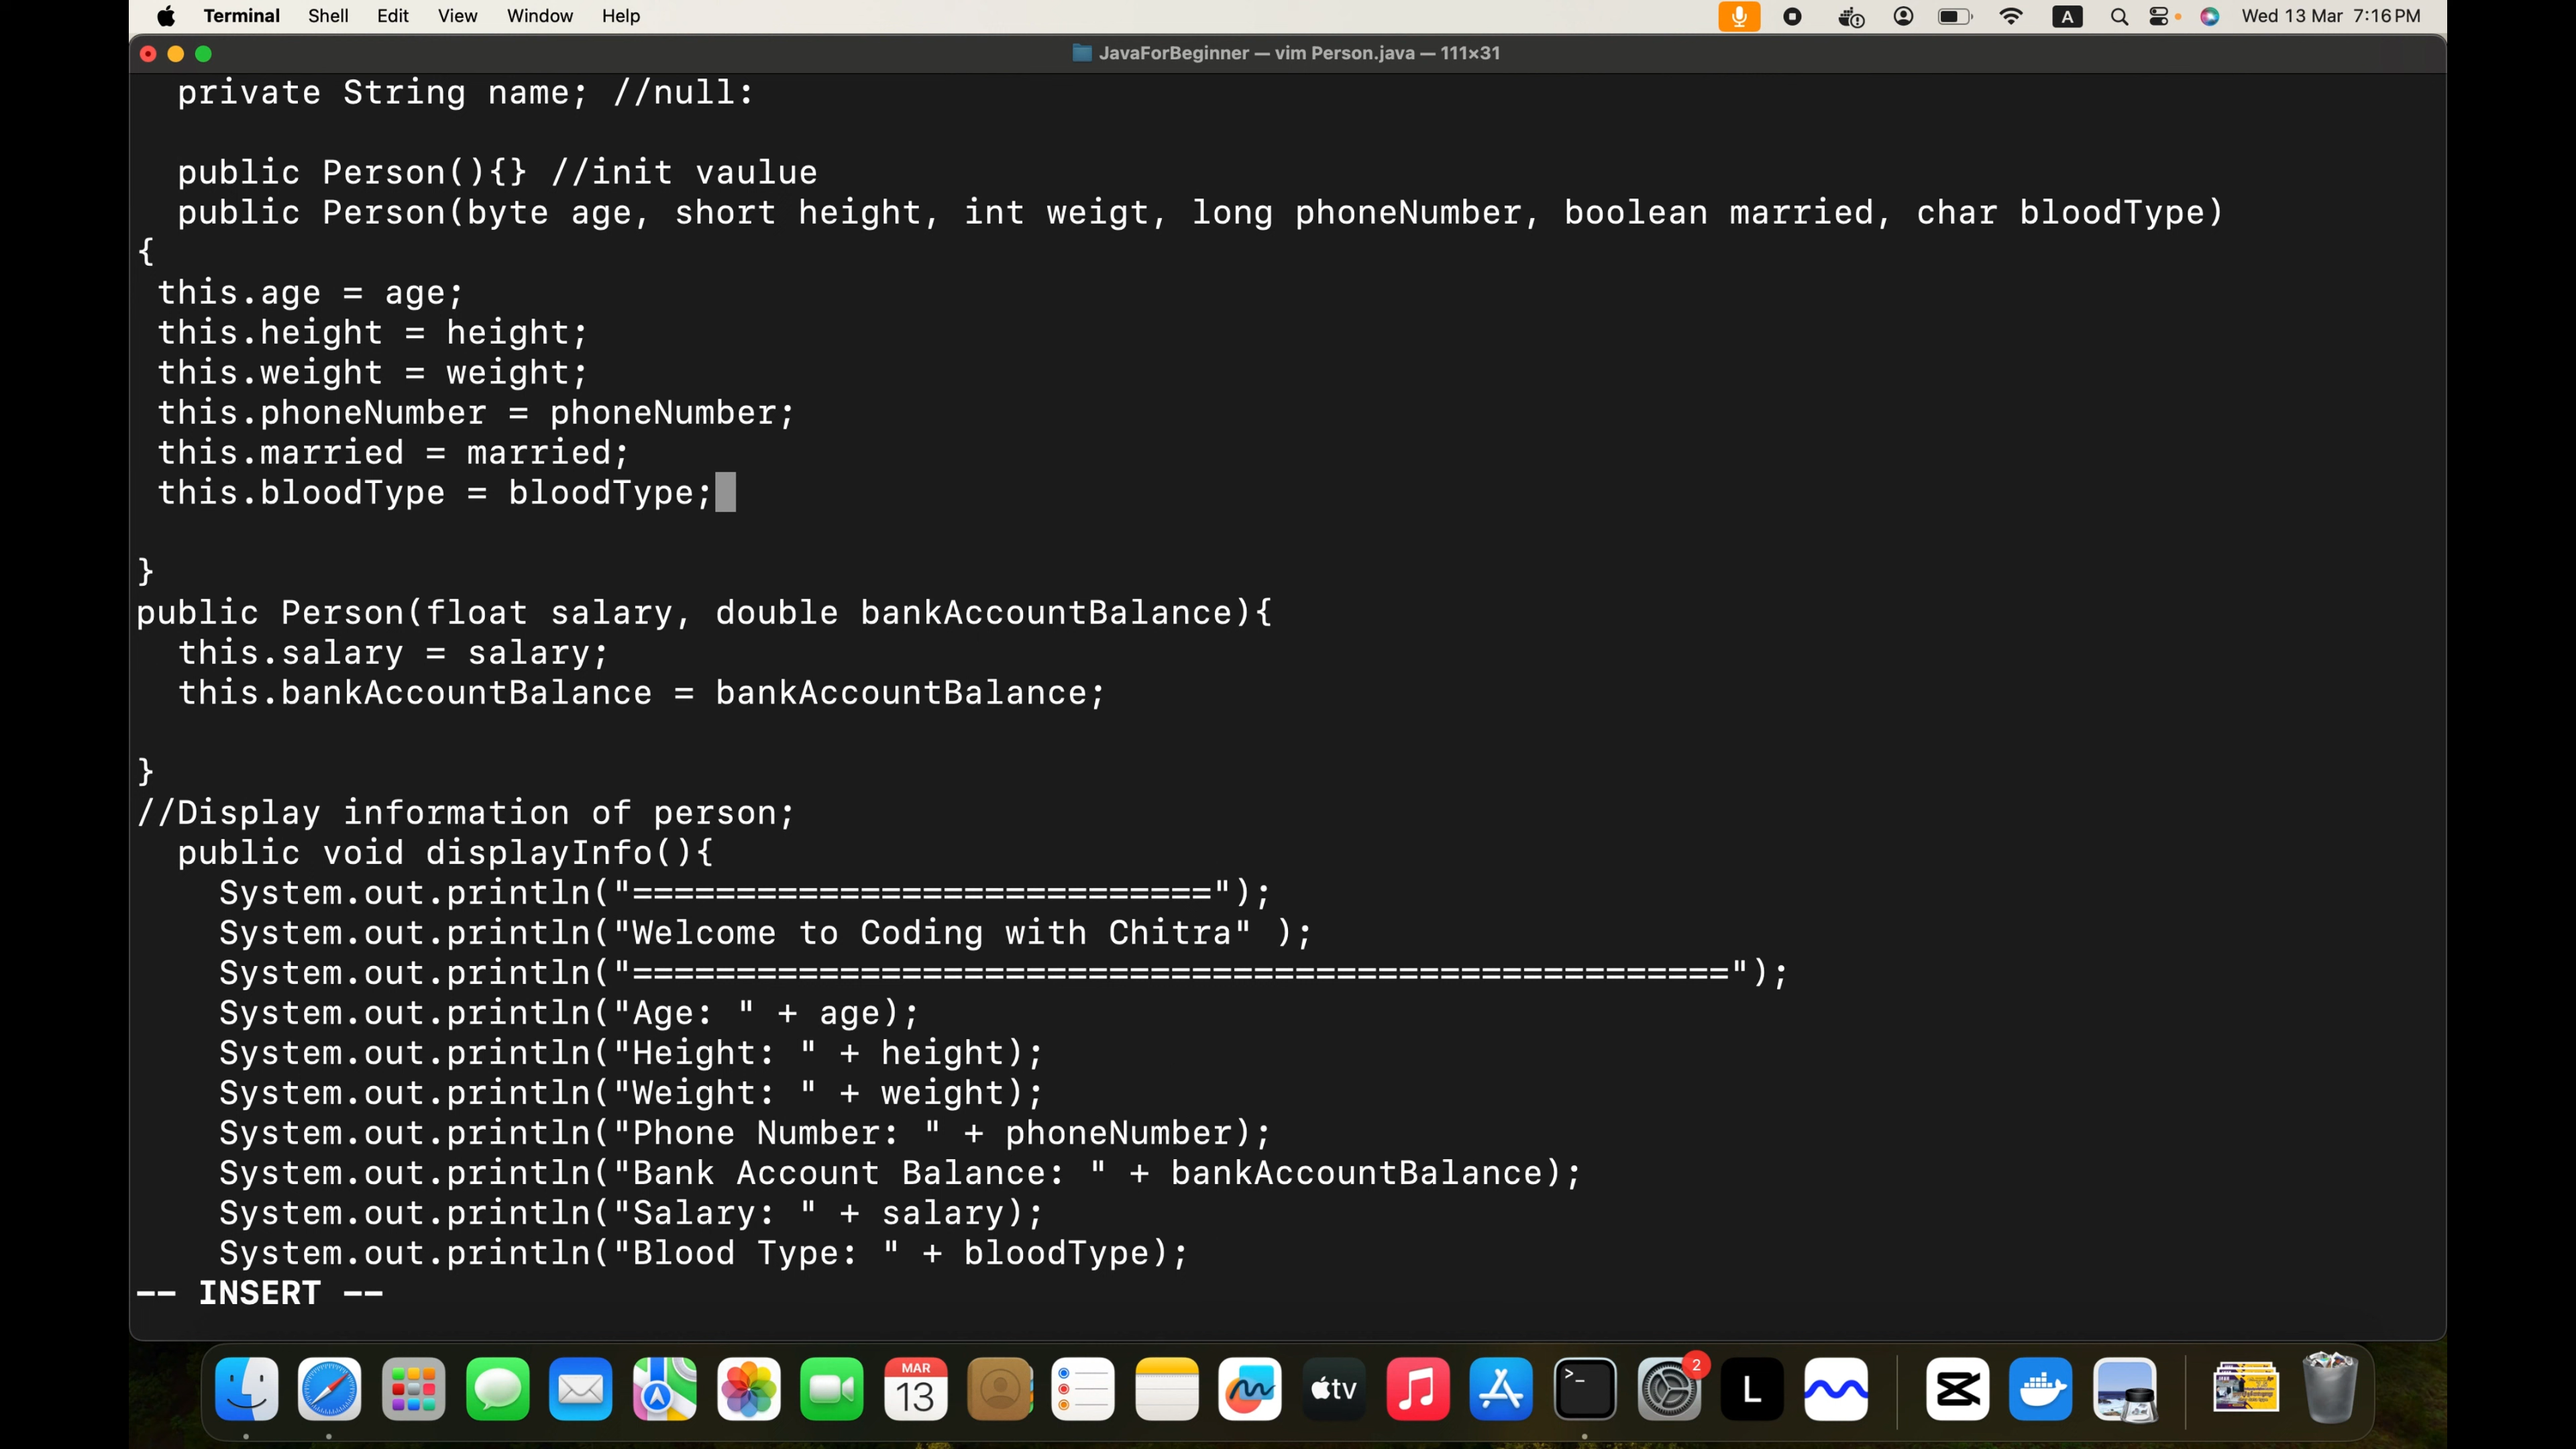 Terminal Shell Edit View Window Help A Wed 13 Mar 7:16 PM
JavaForBeginner — vim Person.java — 111×31
private String name; //null:
public Person(){} //init vaulue
public Person(byte age, short height, int weigt, long phoneNumber, boolean married, char bloodType)
{
this.age = age;
this.height = height;
this.weight = weight;
this.phoneNumber = phoneNumber;
this.married = married;
this.bloodType = bloodType;
}
public Person(float salary, double bankAccountBalance){
this.salary = salary;
this.bankAccountBalance = bankAccountBalance;
}
//Display information of person;
public void displayInfo(){
System.out.println("============================");
System.out.println("Welcome to Coding with Chitra" );
System.out.println("=====================================================");
System.out.println("Age: " + age);
System.out.println("Height: " + height);
System.out.println("Weight: " + weight);
System.out.println("Phone Number: " + phoneNumber);
System.out.println("Bank Account Balance: " + bankAccountBalance);
System.out.println("Salary: " + salary);
System.out.println("Blood Type: " + bloodType);
-- INSERT --
MAR
13
tv
>_
2
L